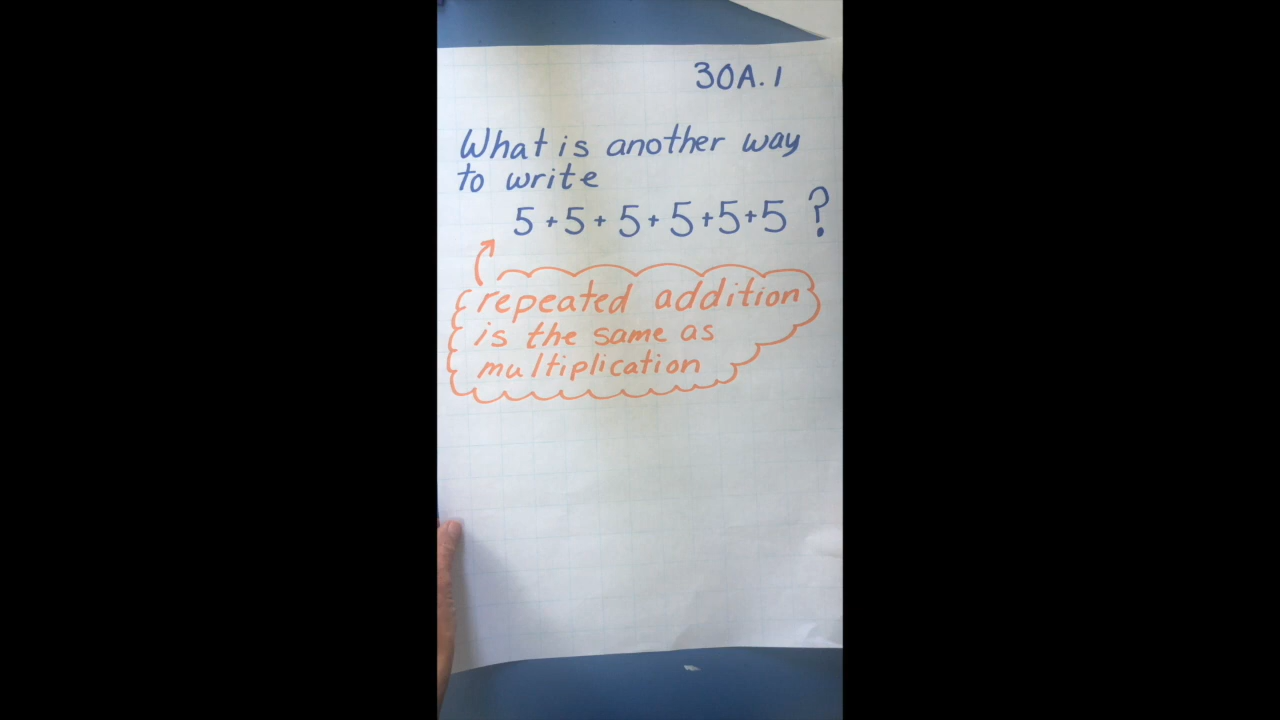 3OA.1
What is another way
to write
5+5+5+5+5+5 ?
repeated addition
is the same as
multiplication